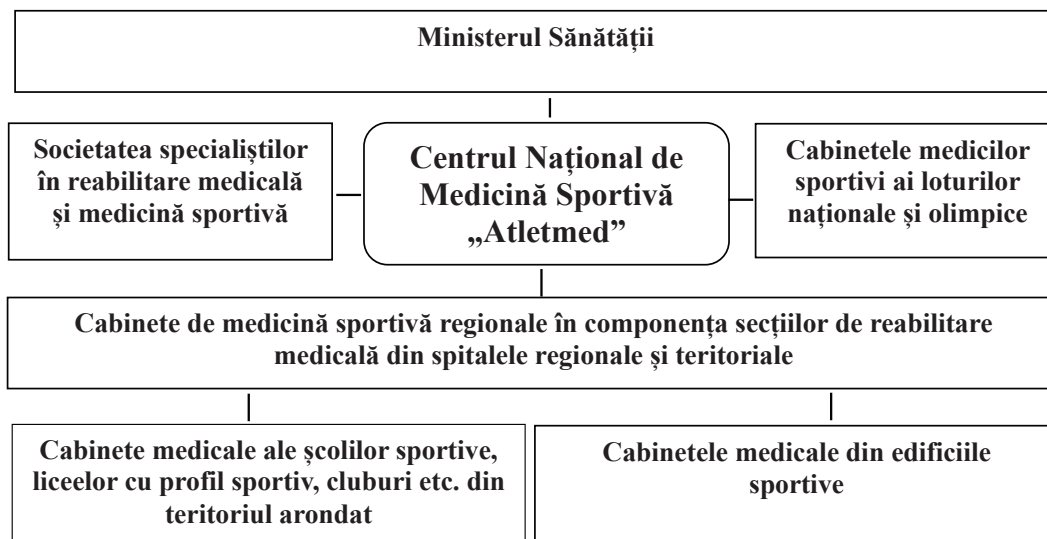 Ministerul Sănătății
Societatea specialiștilor
în reabilitare medicală
și medicină sportivă
Centrul Național de
Medicină Sportivă
„Atletmed”
Cabinetele medicilor
sportivi ai loturilor
naționale și olimpice
Cabinete de medicină sportivă regionale în componența secțiilor de reabilitare
medicală din spitalele regionale și teritoriale
Cabinete medicale ale școlilor sportive,
liceelor cu profil sportiv, cluburi etc. din
teritoriul arondat
Cabinetele medicale din edificiile
sportive